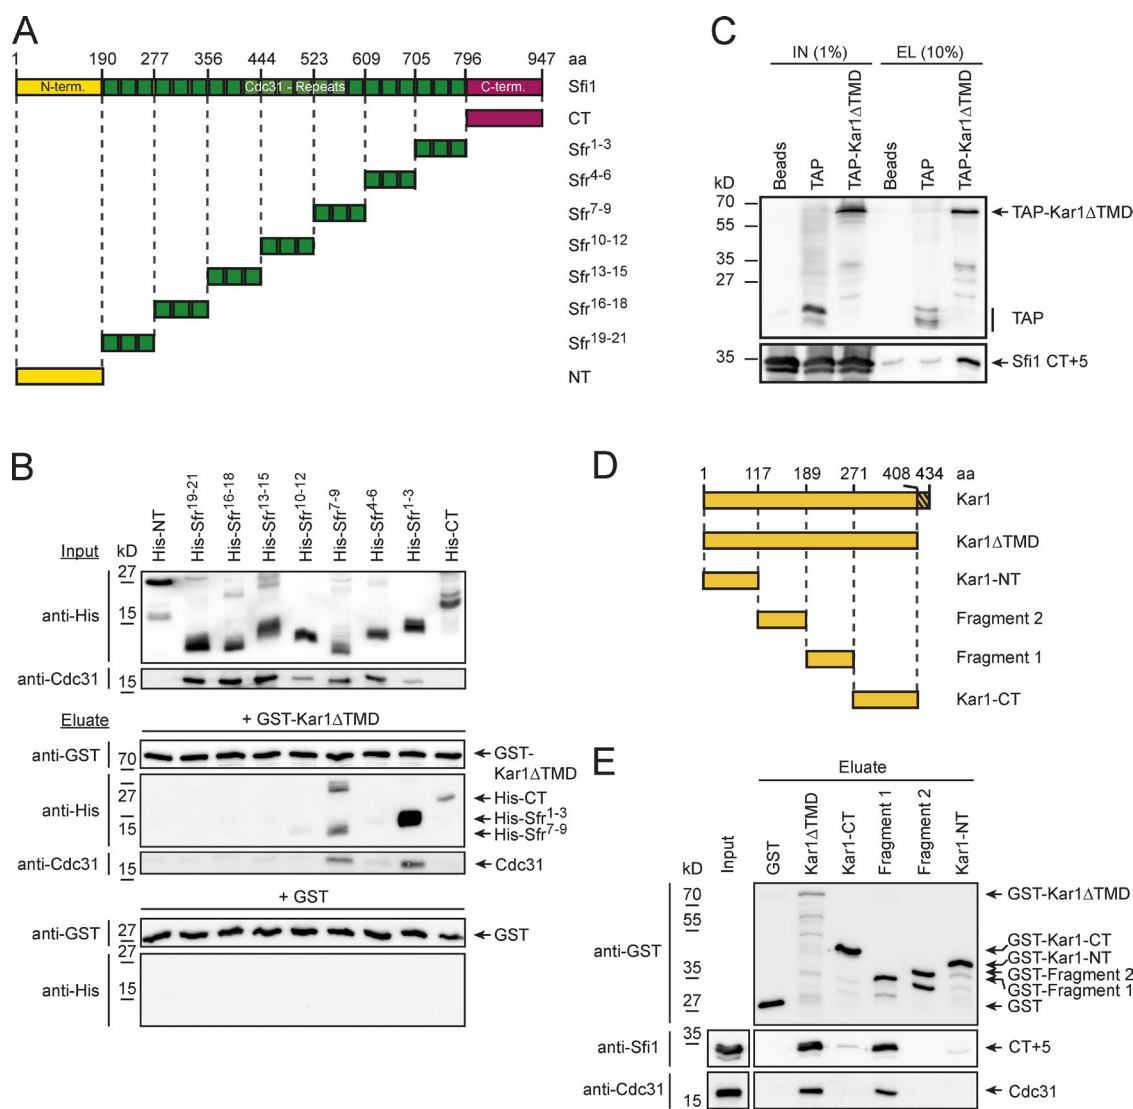 A
1 190 277 356 444 523 609 705 796 947 aa
N-term. Cdc31 - Repeats C-term. Sfi1
CT
Sfr1-3
Sfr4-6
Sfr7-9
Sfr10-12
Sfr13-15
Sfr16-18
Sfr19-21
NT
B
His-NT His-Sfr19-21 His-Sfr16-18 His-Sfr13-15 His-Sfr10-12 His-Sfr7-9 His-Sfr4-6 His-Sfr1-3 His-CT
Input kD
27
anti-His 15
anti-Cdc31 15
Eluate + GST-Kar1ΔTMD
anti-GST 70 GST-
Kar1ΔTMD
anti-His 27 His-CT
His-Sfr1-3
15 His-Sfr7-9
anti-Cdc31 15 Cdc31
+ GST
anti-GST 27 GST
27
anti-His 15
C
IN (1%) EL (10%)
Beads TAP TAP-Kar1ΔTMD Beads TAP TAP-Kar1ΔTMD
kD
70 TAP-Kar1ΔTMD
55
35
27
TAP
35 Sfi1 CT+5
D
1 117 189 271 408 434 aa
Kar1
Kar1ΔTMD
Kar1-NT
Fragment 2
Fragment 1
Kar1-CT
E
Eluate
Input GST Kar1ΔTMD Kar1-CT Fragment 1 Fragment 2 Kar1-NT
kD
70 GST-Kar1ΔTMD
55
anti-GST GST-Kar1-CT
GST-Kar1-NT
35 GST-Fragment 2
GST-Fragment 1
27 GST
35
anti-Sfi1 CT+5
anti-Cdc31 15 Cdc31